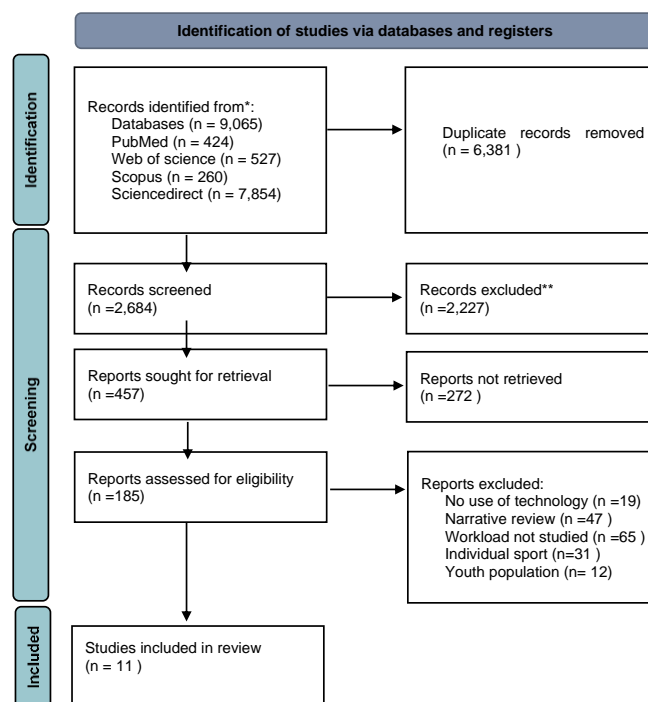 Identification of studies via databases and registers
Identification
Records identified from*:
Databases (n = 9,065)
PubMed (n = 424)
Web of science (n = 527)
Scopus (n = 260)
Sciencedirect (n = 7,854)
Duplicate records removed
(n = 6,381 )
Screening
Records screened
(n =2,684)
Records excluded**
(n =2,227)
Reports sought for retrieval
(n =457)
Reports not retrieved
(n =272 )
Reports assessed for eligibility
(n =185)
Reports excluded:
No use of technology (n =19)
Narrative review (n =47 )
Workload not studied (n =65 )
Individual sport (n=31 )
Youth population (n= 12)
Included
Studies included in review
(n = 11 )